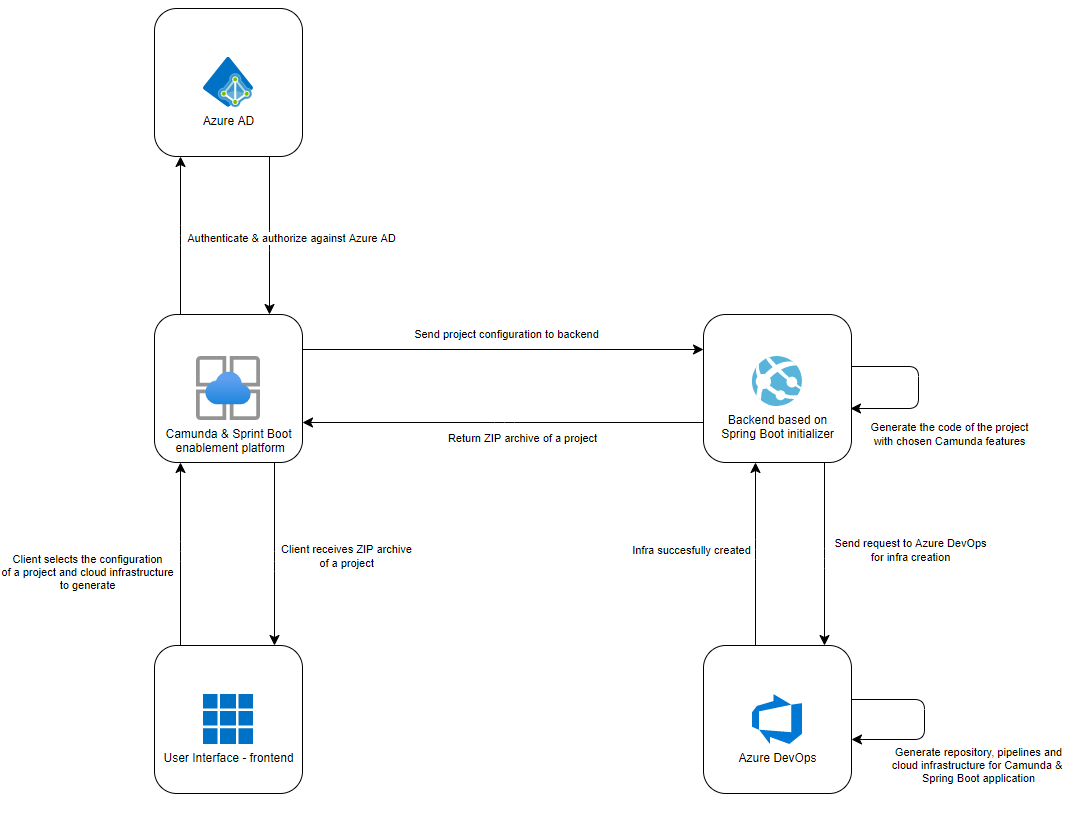 Azure AD
Authenticate & authorize against Azure AD
Send project configuration to backend
Camunda & Sprint Boot
enablement platform
Backend based on
Spring Boot initializer
Generate the code of the project
with chosen Camunda features
Return ZIP archive of a project
Client selects the configuration
of a project and cloud infrastructure
to generate
Client receives ZIP archive
of a project
Infra succesfully created
Send request to Azure DevOps
for infra creation
User Interface - frontend
Azure DevOps
Generate repository, pipelines and
cloud infrastructure for Camunda &
Spring Boot application